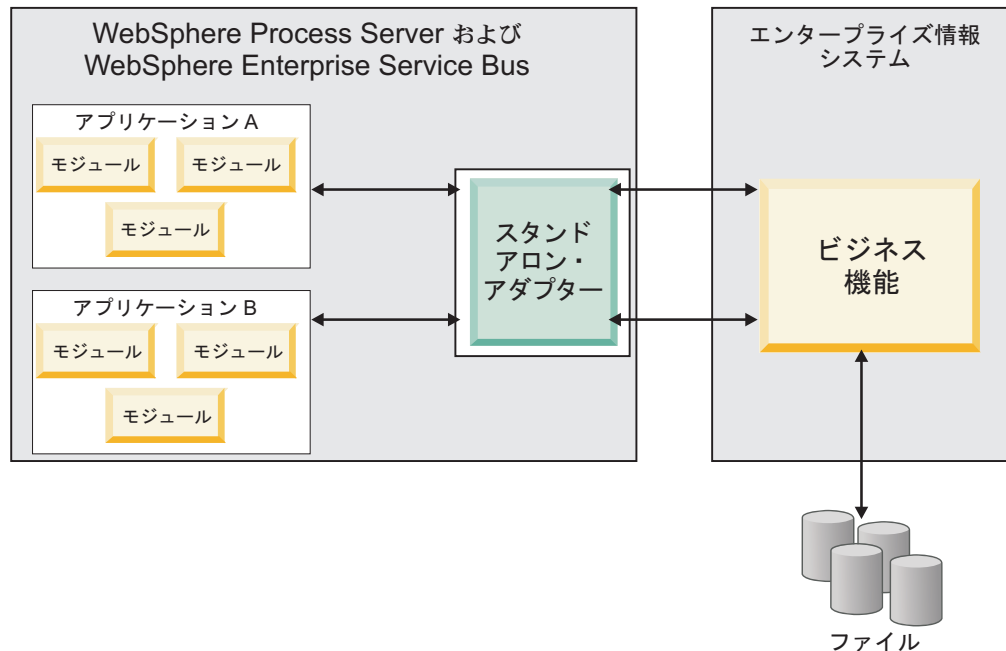 WebSphere Process Server および
WebSphere Enterprise Service Bus
アプリケーション A
モジュール
モジュール
モジュール
アプリケーション B
モジュール
モジュール
モジュール
スタンド
アロン・
アダプター
エンタープライズ情報
システム
ビジネス
機能
ファイル